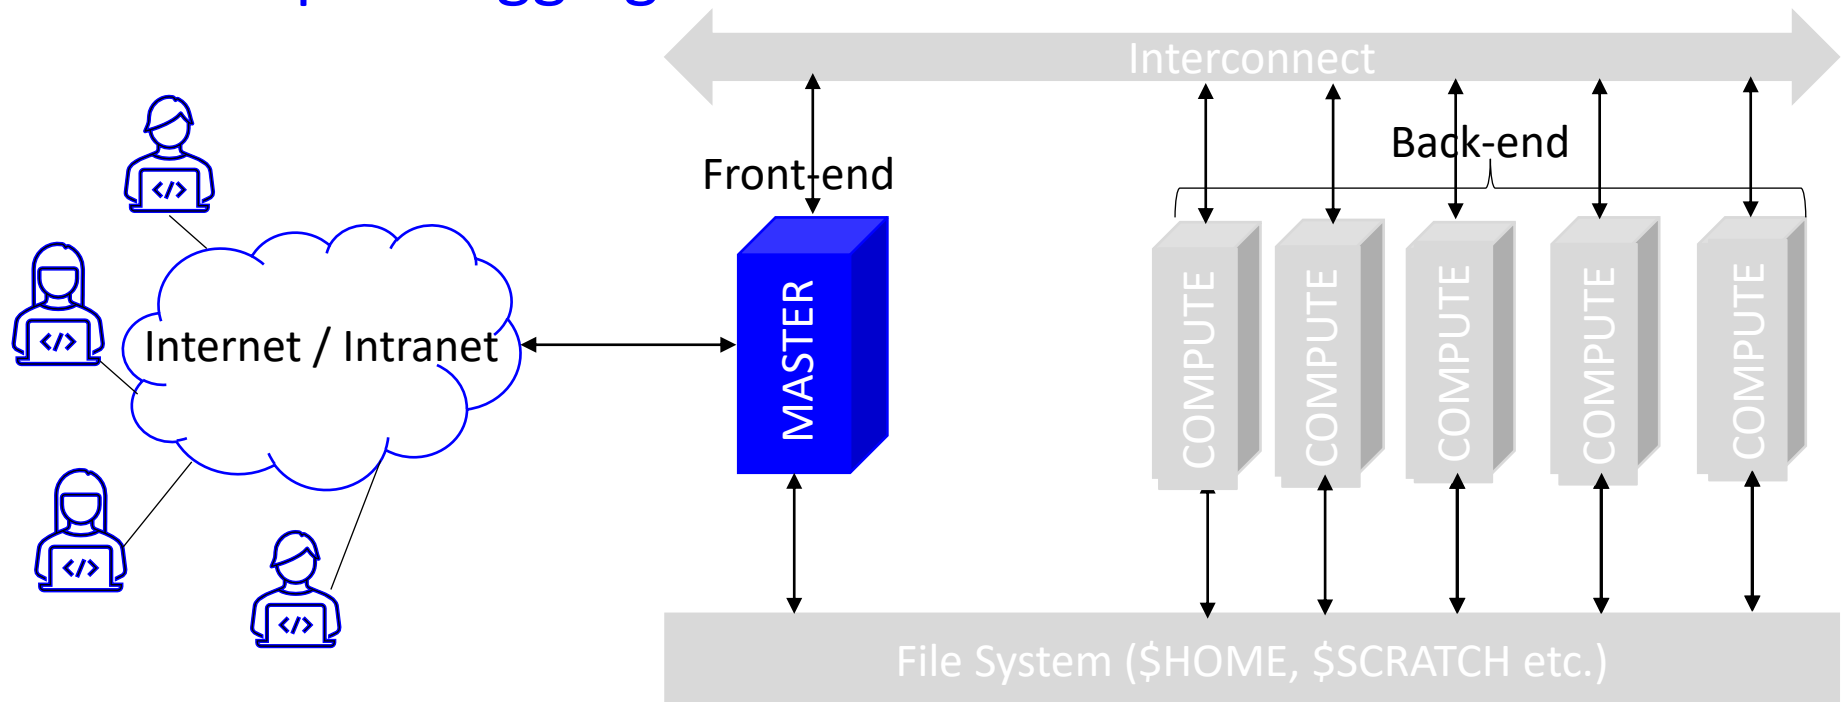 Interconnect
Back-end
Front-end
Internet / Intranet
MASTER
COMPUTE
COMPUTE
COMPUTE
COMPUTE
COMPUTE
</>
</>
</>
</>
File System ($HOME, $SCRATCH etc.)